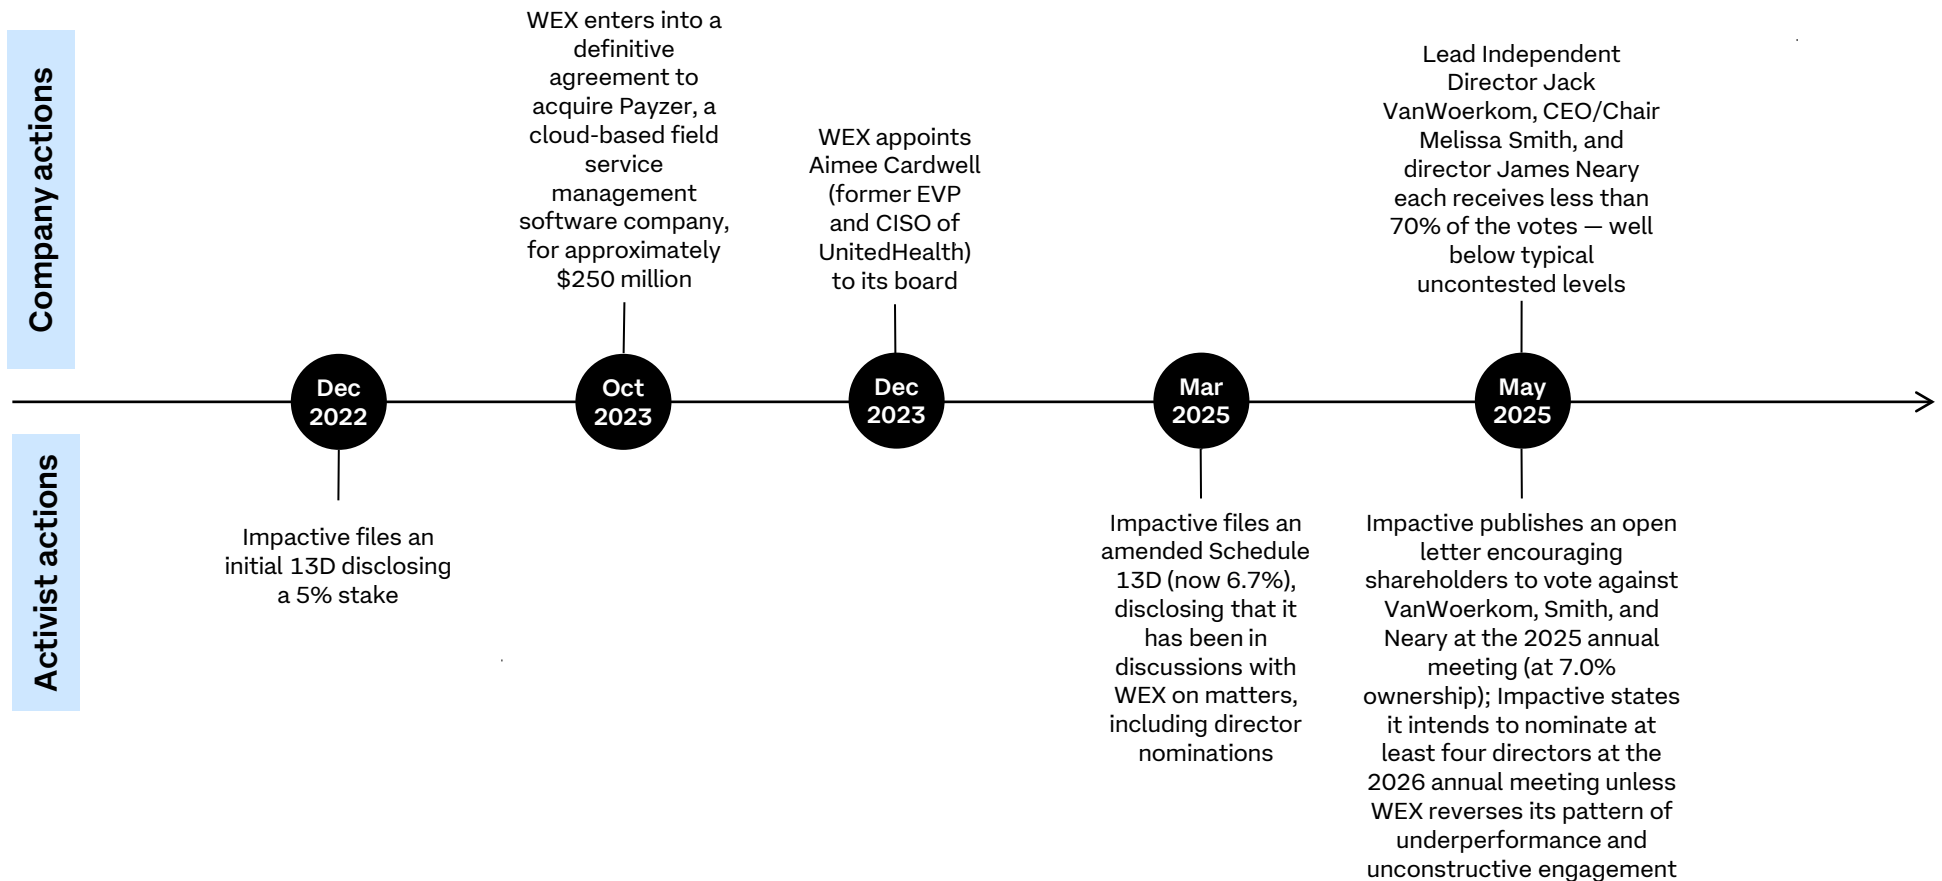 Company actions
WEX enters into a
definitive
agreement to
acquire Payzer, a
cloud-based field
service
management
software company,
for approximately
$250 million
WEX appoints
Aimee Cardwell
(former EVP
and CISO of
UnitedHealth)
to its board
Lead Independent
Director Jack
VanWoerkom, CEO/Chair
Melissa Smith, and
director James Neary
each receives less than
70% of the votes — well
below typical
uncontested levels
Dec
2022
Oct
2023
Dec
2023
Mar
2025
May
2025
Activist actions
Impactive files an
initial 13D disclosing
a 5% stake
Impactive files an
amended Schedule
13D (now 6.7%),
disclosing that it
has been in
discussions with
WEX on matters,
including director
nominations
Impactive publishes an open
letter encouraging
shareholders to vote against
VanWoerkom, Smith, and
Neary at the 2025 annual
meeting (at 7.0%
ownership); Impactive states
it intends to nominate at
least four directors at the
2026 annual meeting unless
WEX reverses its pattern of
underperformance and
unconstructive engagement